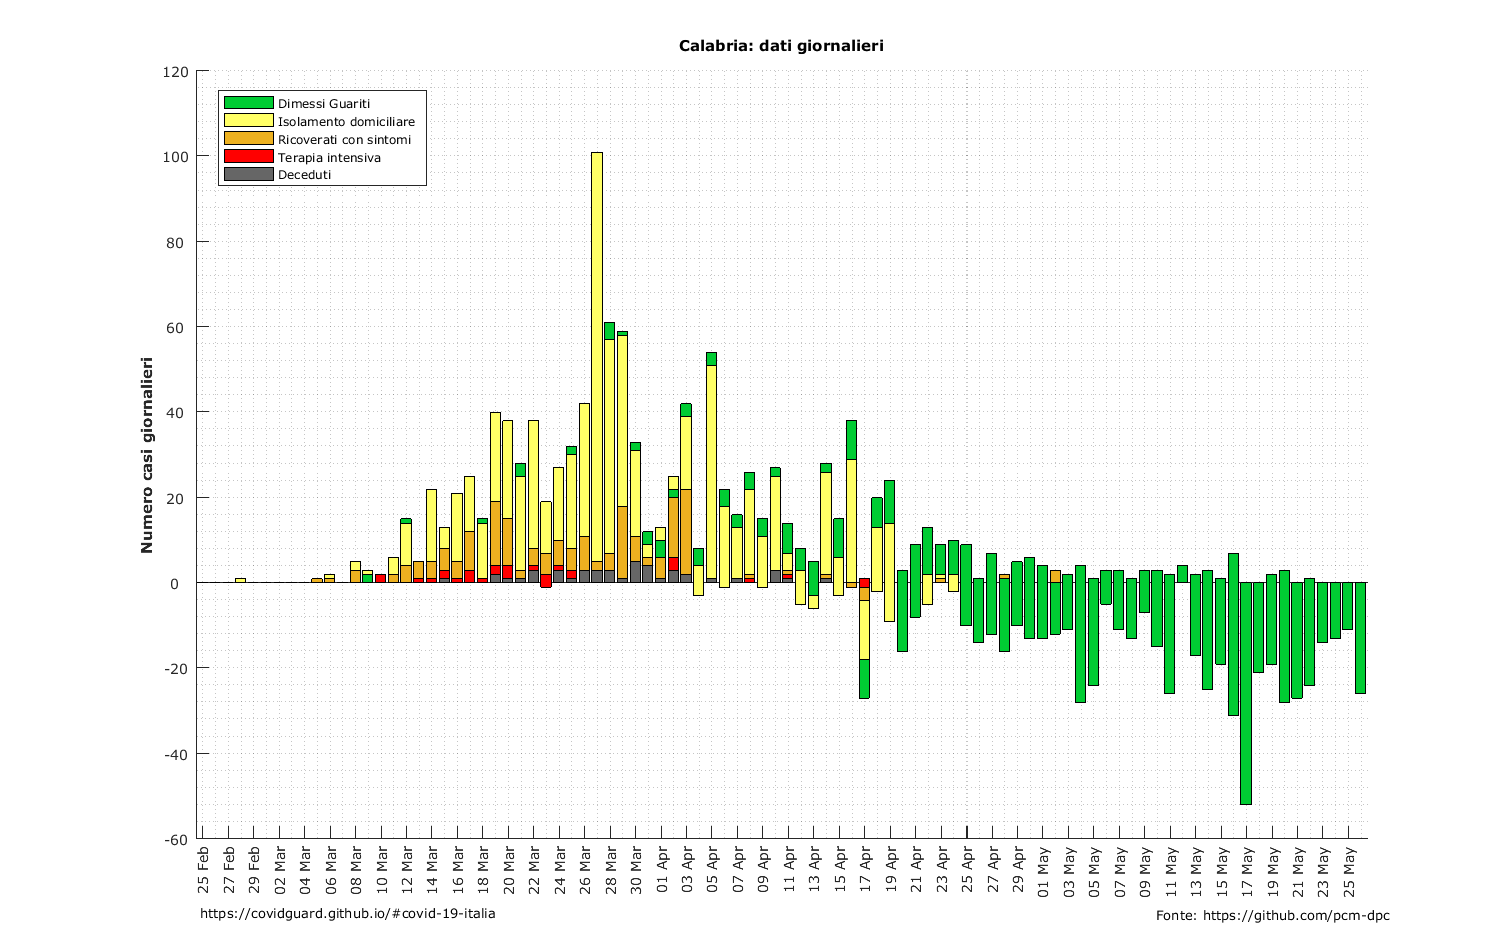 Calabria: dati giornalieri
120
100
80
60
40
20
0
-20
-40
-60
Numero casi giornalieri
Dimessi Guariti
Isolamento domiciliare
Ricoverati con sintomi
Terapia intensiva
Deceduti
25 Feb
27 Feb
29 Feb
02 Mar
04 Mar
06 Mar
08 Mar
10 Mar
12 Mar
14 Mar
16 Mar
18 Mar
20 Mar
22 Mar
24 Mar
26 Mar
28 Mar
30 Mar
01 Apr
03 Apr
05 Apr
07 Apr
09 Apr
11 Apr
13 Apr
15 Apr
17 Apr
19 Apr
21 Apr
23 Apr
25 Apr
27 Apr
29 Apr
01 May
03 May
05 May
07 May
09 May
11 May
13 May
15 May
17 May
19 May
21 May
23 May
25 May
https://covidguard.github.io/#covid-19-italia
Fonte: https://github.com/pcm-dpc